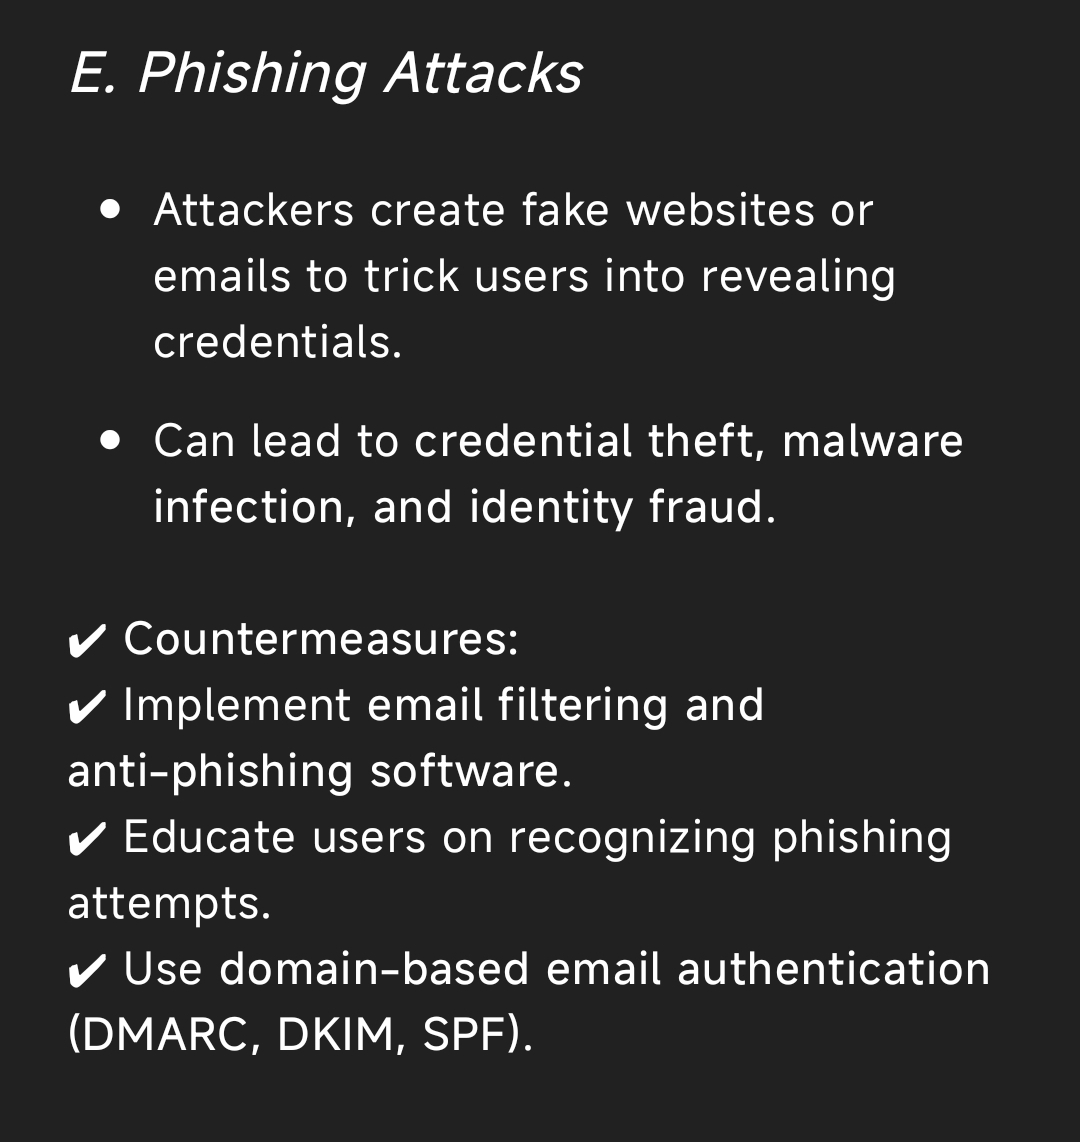 E. Phishing Attacks
• Attackers create fake websites or
emails to trick users into revealing
credentials.
• Can lead to credential theft, malware
infection, and identity fraud.
✔ Countermeasures:
✔ Implement email filtering and
anti-phishing software.
✔ Educate users on recognizing phishing
attempts.
✔ Use domain-based email authentication
(DMARC, DKIM, SPF).